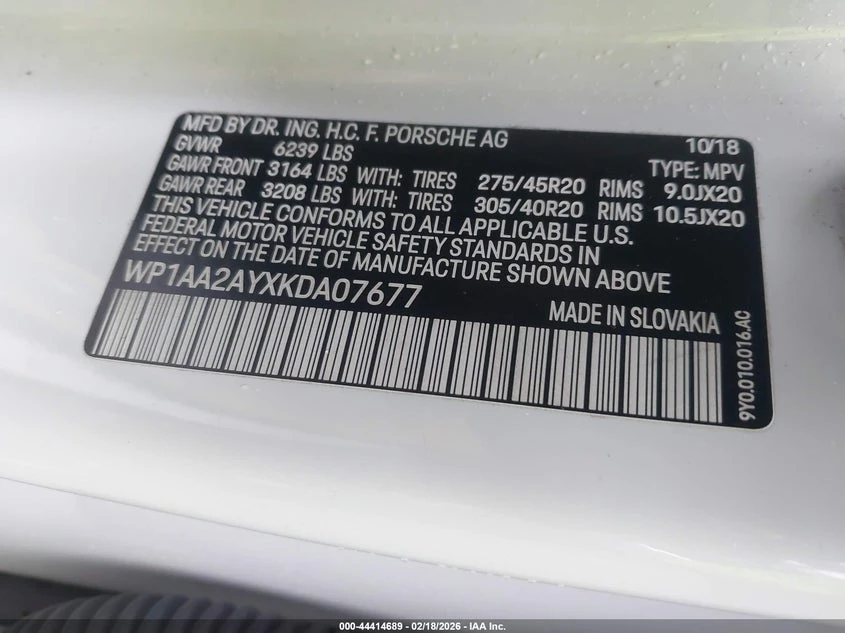 MFD BY DR. ING. H.C. F. PORSCHE AG 10/18
GVWR 6239 LBS TYPE: MPV
GAWR FRONT 3164 LBS WITH: TIRES 275/45R20 RIMS 9.0JX20
GAWR REAR 3208 LBS WITH: TIRES 305/40R20 RIMS 10.5JX20
THIS VEHICLE CONFORMS TO ALL APPLICABLE U.S.
FEDERAL MOTOR VEHICLE SAFETY STANDARDS IN
EFFECT ON THE DATE OF MANUFACTURE SHOWN ABOVE
WP1AA2AYXKDA07677
MADE IN SLOVAKIA
9Y0.010.016.AC
000-44414689 - 02/18/2026 - IAA Inc.